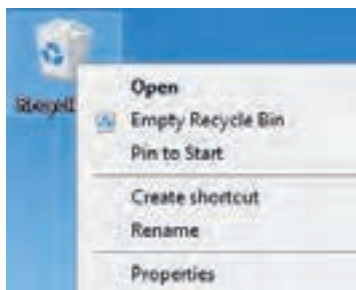 Open
Empty Recycle Bin
Pin to Start
Create shortcut
Rename
Properties